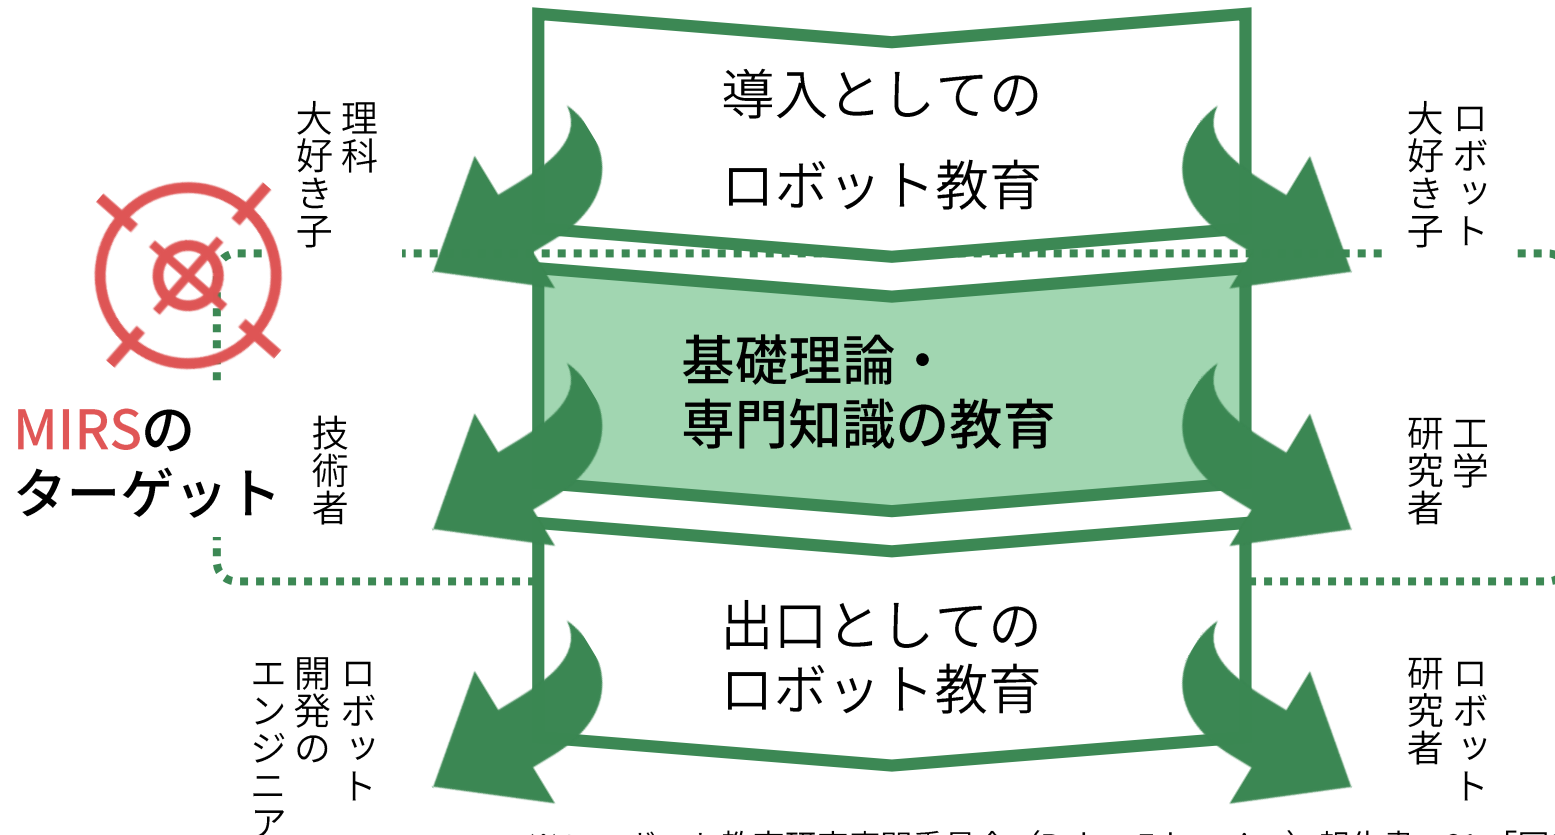 導入としての
ロボット教育
理科
大好き子
ロボット
大好き子
MIRSの
ターゲット
基礎理論・
専門知識の教育
技術者
工学
研究者
出口としての
ロボット教育
ロボット
開発の
エンジニア
ロボット
研究者